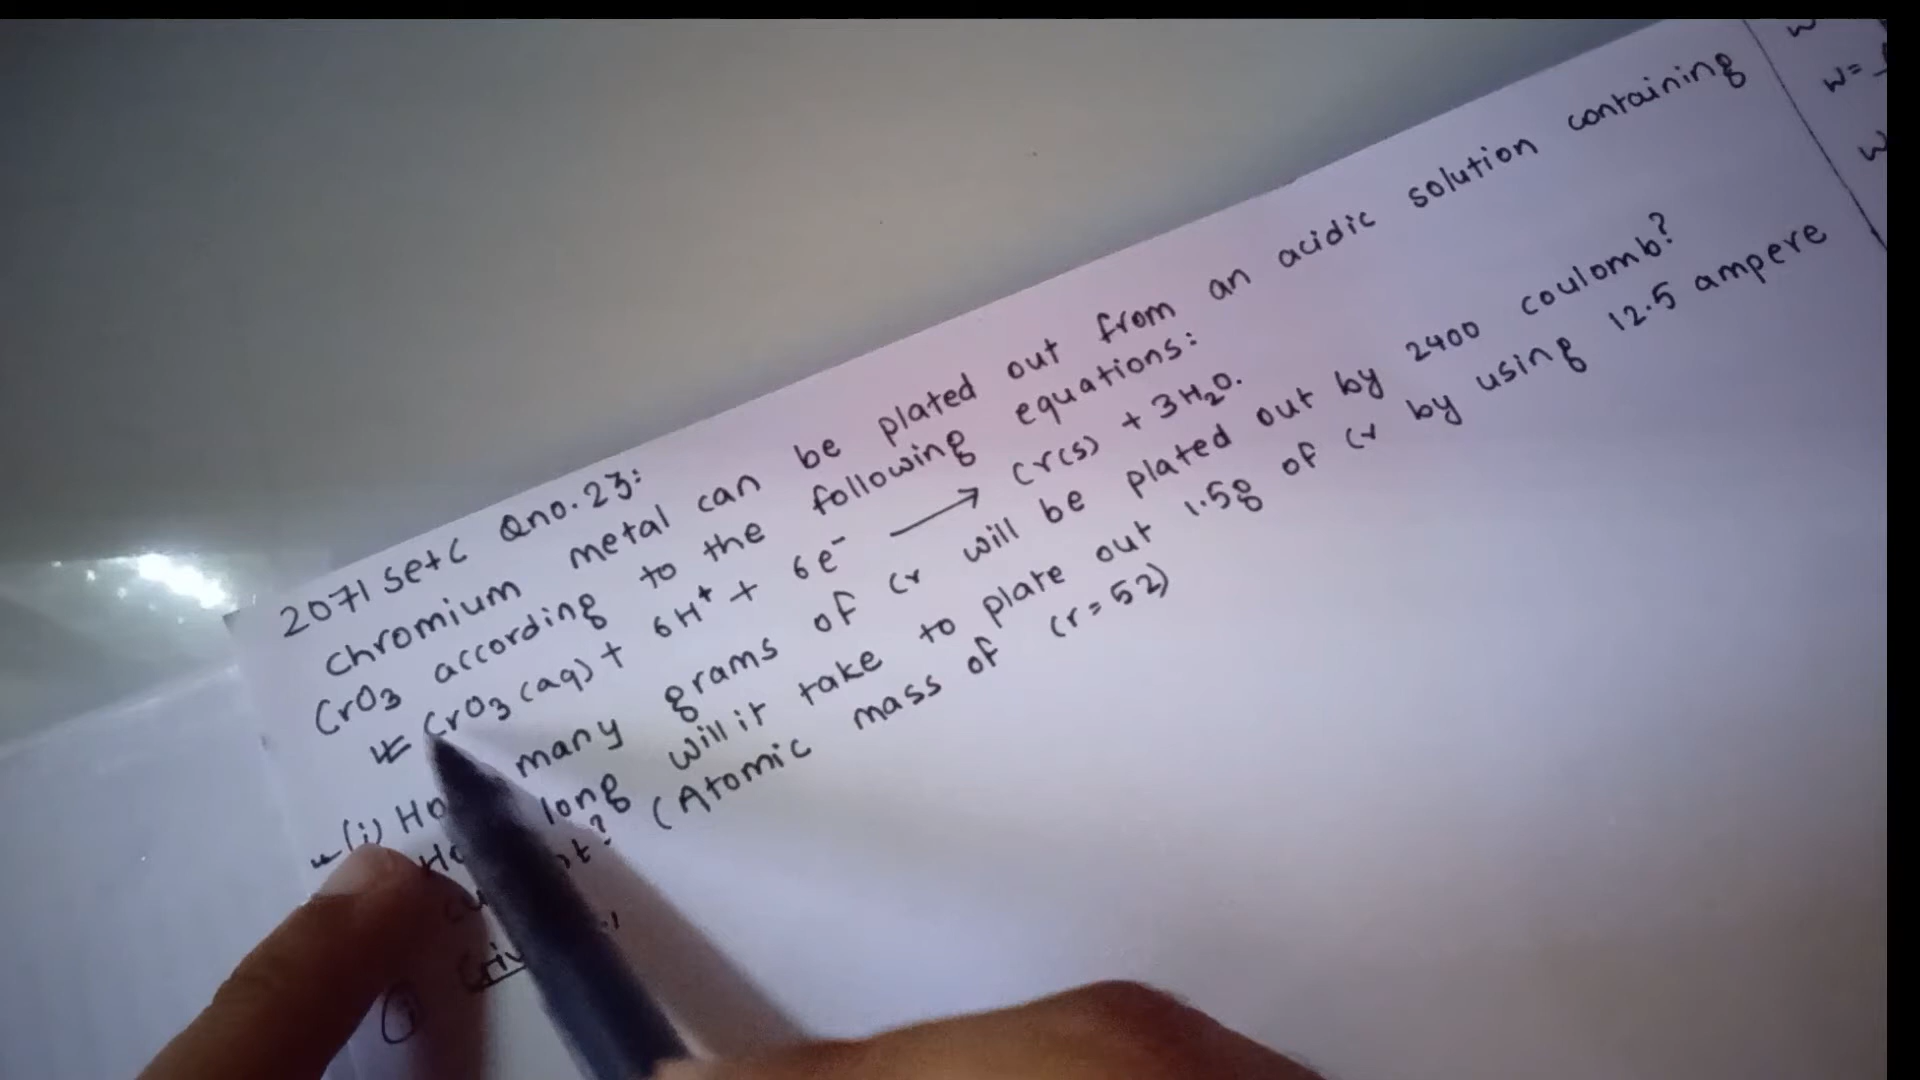 2071 set C Qno.23:
chromium metal can be plated out from an acidic solution containing
CrO3 according to the following equations:
CrO3 (aq) + 6H+ + 6e- → Cr(s) + 3H2O.
(i) many grams of Cr will be plated out by 2400 coulomb?
long will it take to plate out 1.5g of Cr by using 12.5 ampere
(Atomic mass of Cr = 52)
W=